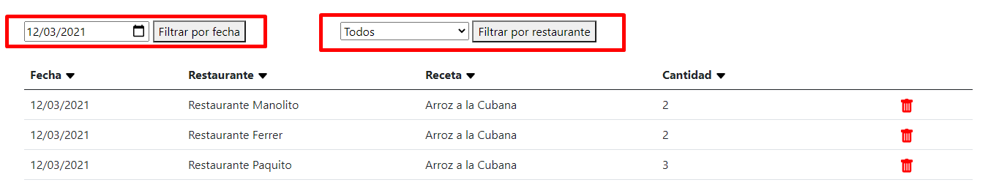 12/03/2021 Filtrar por fecha Todos Filtrar por restaurante
Fecha Restaurante Receta Cantidad
12/03/2021 Restaurante Manolito Arroz a la Cubana 2
12/03/2021 Restaurante Ferrer Arroz a la Cubana 2
12/03/2021 Restaurante Paquito Arroz a la Cubana 3